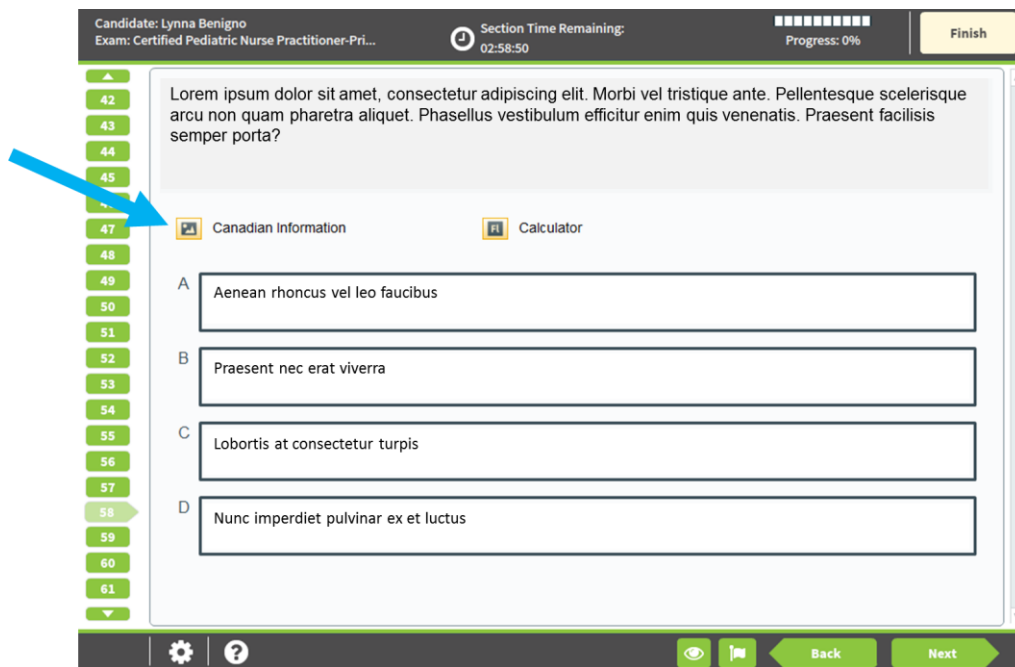 Candidate: Lynna Benigno
Exam: Certified Pediatric Nurse Practitioner-Pri...
Section Time Remaining:
02:58:50
Progress: 0%
Finish
42
43
44
45
47
48
49
50
51
52
53
54
55
56
57
58
59
60
61
Lorem ipsum dolor sit amet, consectetur adipiscing elit. Morbi vel tristique ante. Pellentesque scelerisque
arcu non quam pharetra aliquet. Phasellus vestibulum efficitur enim quis venenatis. Praesent facilisis
semper porta?
Canadian Information
Calculator
A
Aenean rhoncus vel leo faucibus
B
Praesent nec erat viverra
C
Lobortis at consectetur turpis
D
Nunc imperdiet pulvinar ex et luctus
Back
Next